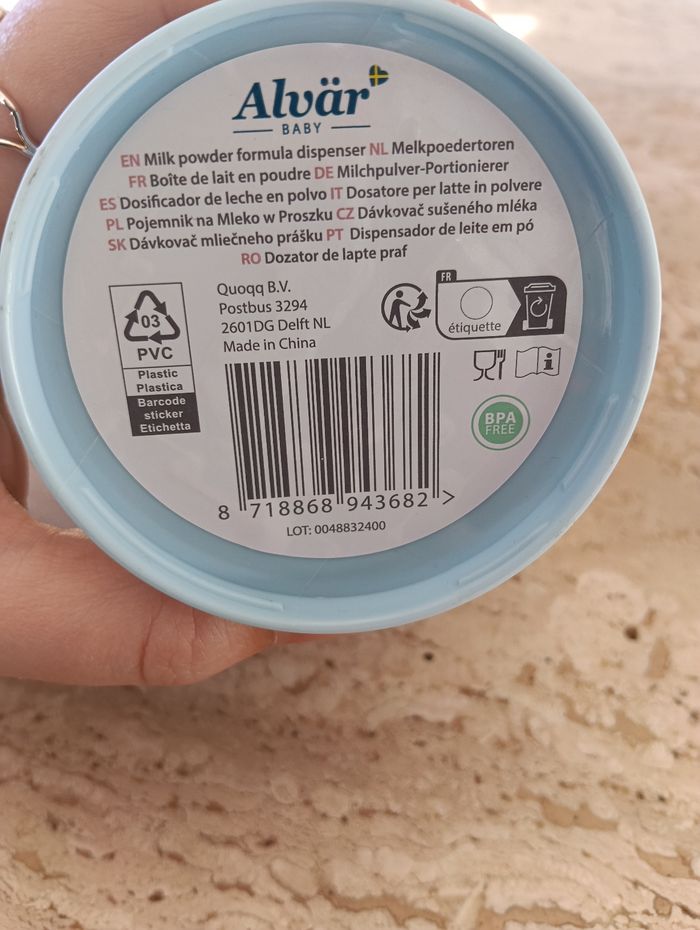 Alvär
BABY
EN Milk powder formula dispenser NL Melkpoedertoren
FR Boîte de lait en poudre DE Milchpulver-Portionierer
ES Dosificador de leche en polvo IT Dosatore per latte in polvere
PL Pojemnik na Mleko w Proszku CZ Dávkovač sušeného mléka
SK Dávkovač mliečneho prášku PT Dispensador de leite em pó
RO Dozator de lapte praf
03
PVC
Plastic
Plastica
Barcode
sticker
Etichetta
Quoqq B.V.
Postbus 3294
2601DG Delft NL
Made in China
FR
étiquette
BPA
FREE
8 718868 943682 >
LOT: 0048832400